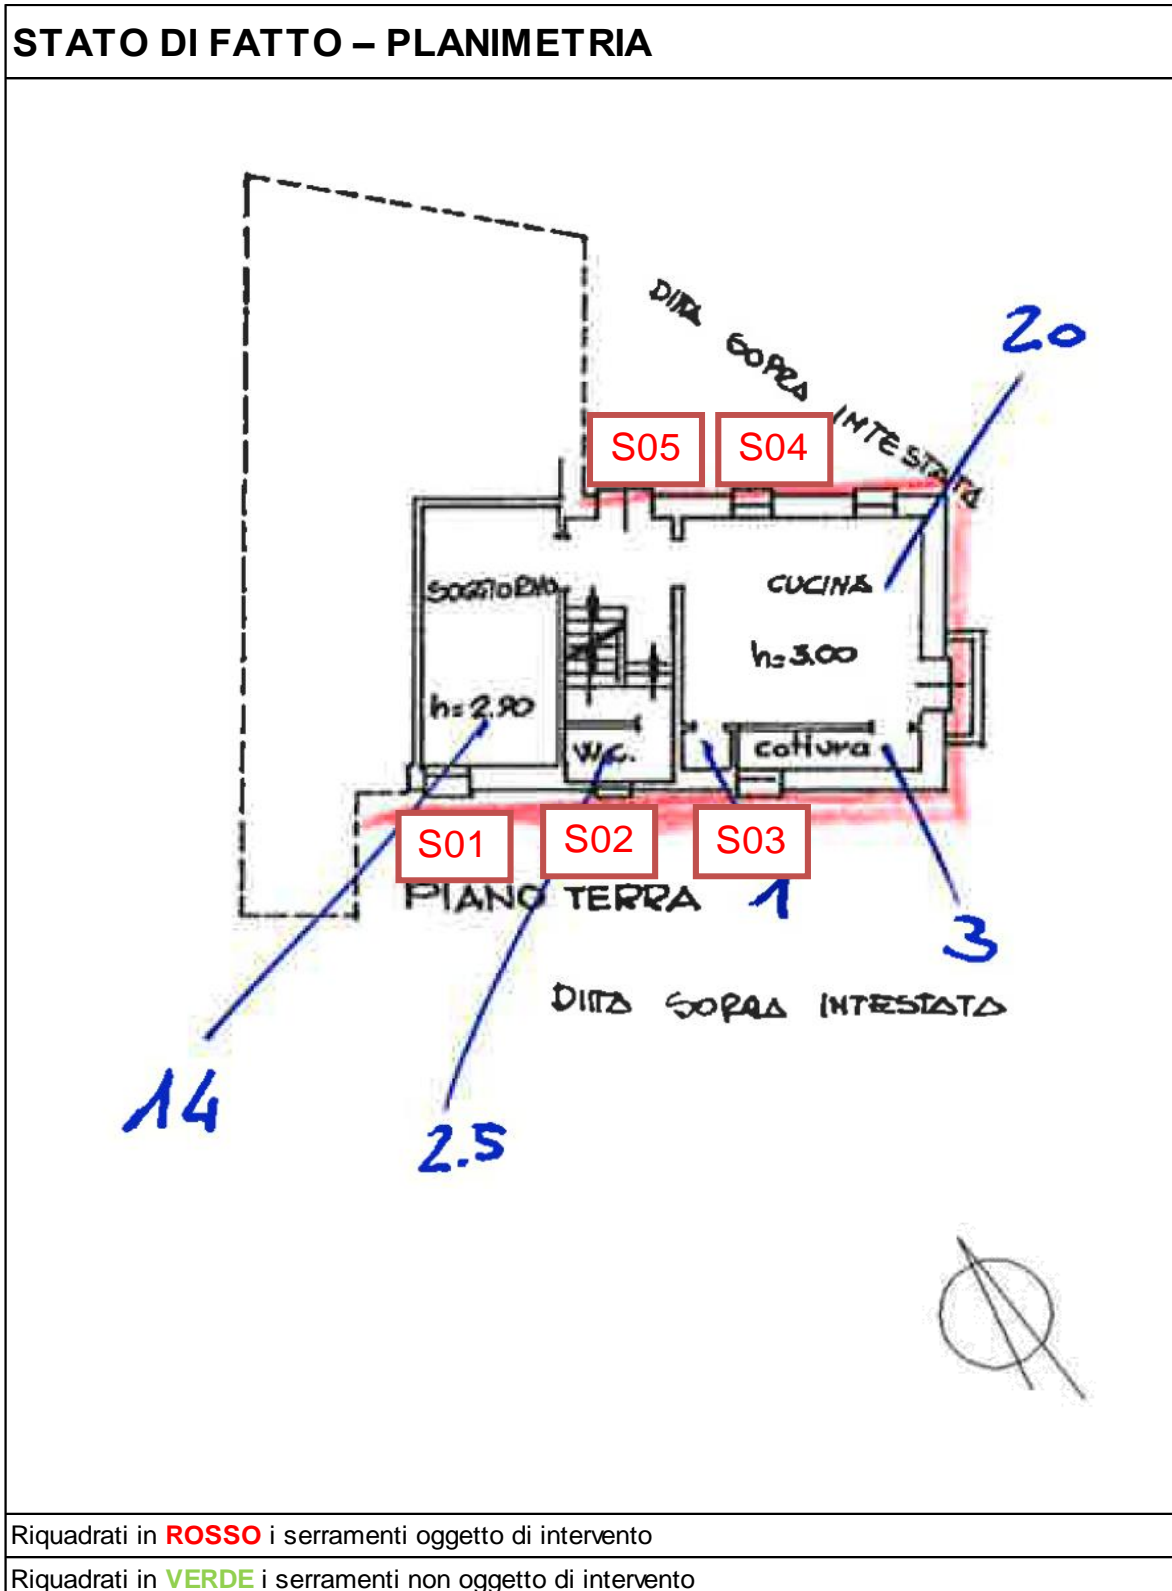 STATO DI FATTO – PLANIMETRIA
DITTA SOPRA INTESTATA
20
S05
S04
SOGGIORNO
CUCINA
h=3.00
h=2.90
W.C.
cottura
S01
S02
S03
PIANO TERRA
1
3
DITTA SOPRA INTESTATA
14
2.5
Riquadrati in ROSSO i serramenti oggetto di intervento
Riquadrati in VERDE i serramenti non oggetto di intervento